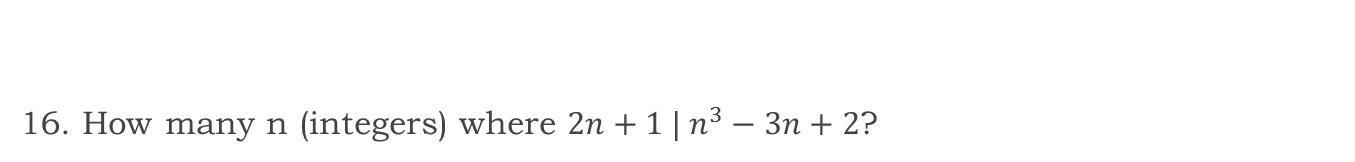 16. How many n (integers) where 2𝑛 + 1 | 𝑛³ − 3𝑛 + 2?